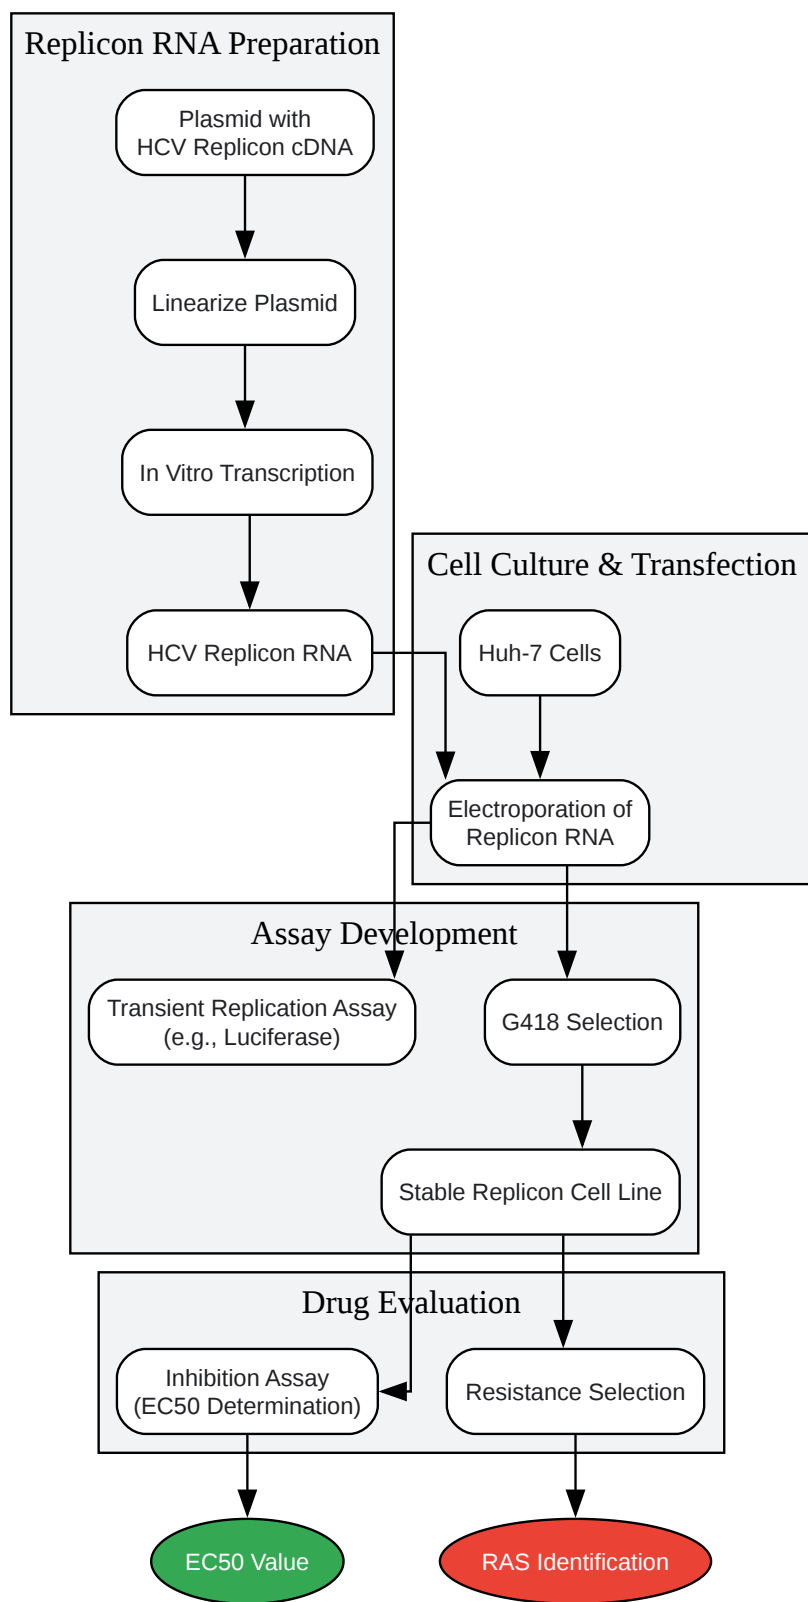 Replicon RNA Preparation
Plasmid with
HCV Replicon cDNA
Linearize Plasmid
In Vitro Transcription
HCV Replicon RNA
Cell Culture & Transfection
Huh-7 Cells
Electroporation of
Replicon RNA
Assay Development
Transient Replication Assay
(e.g., Luciferase)
G418 Selection
Stable Replicon Cell Line
Drug Evaluation
Inhibition Assay
(EC50 Determination)
Resistance Selection
EC50 Value
RAS Identification